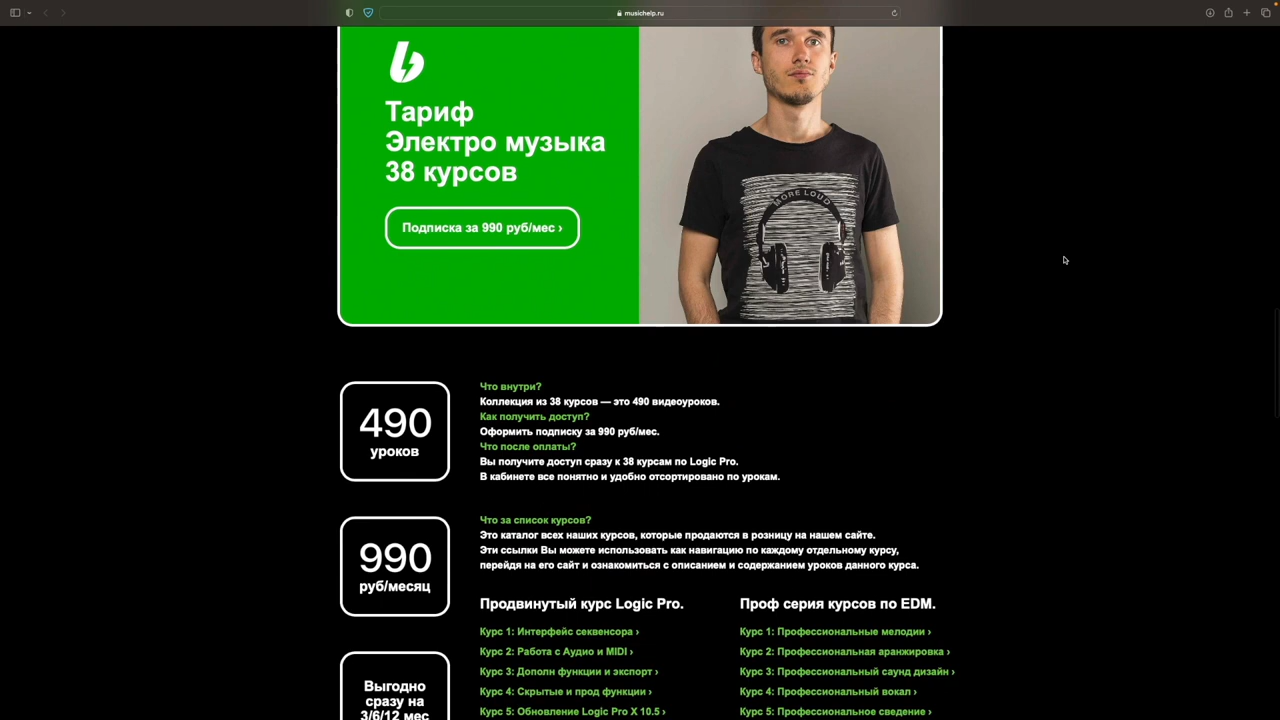 musichelp.ru
Тариф
Электро музыка
38 курсов
Подписка за 990 руб/мес ›
MORE LOUD
490
уроков
Что внутри?
Коллекция из 38 курсов — это 490 видеоуроков.
Как получить доступ?
Оформить подписку за 990 руб/мес.
Что после оплаты?
Вы получите доступ сразу к 38 курсам по Logic Pro.
В кабинете все понятно и удобно отсортировано по урокам.
990
руб/месяц
Что за список курсов?
Это каталог всех наших курсов, которые продаются в розницу на нашем сайте.
Эти ссылки Вы можете использовать как навигацию по каждому отдельному курсу,
перейдя на его сайт и ознакомиться с описанием и содержанием уроков данного курса.
Выгодно
сразу на
3/6/12 мес
Продвинутый курс Logic Pro.
Курс 1: Интерфейс секвенсора ›
Курс 2: Работа с Аудио и MIDI ›
Курс 3: Дополн функции и экспорт ›
Курс 4: Скрытые и прод функции ›
Курс 5: Обновление Logic Pro X 10.5 ›
Проф серия курсов по EDM.
Курс 1: Профессиональные мелодии ›
Курс 2: Профессиональная аранжировка ›
Курс 3: Профессиональный саунд дизайн ›
Курс 4: Профессиональный вокал ›
Курс 5: Профессиональное сведение ›